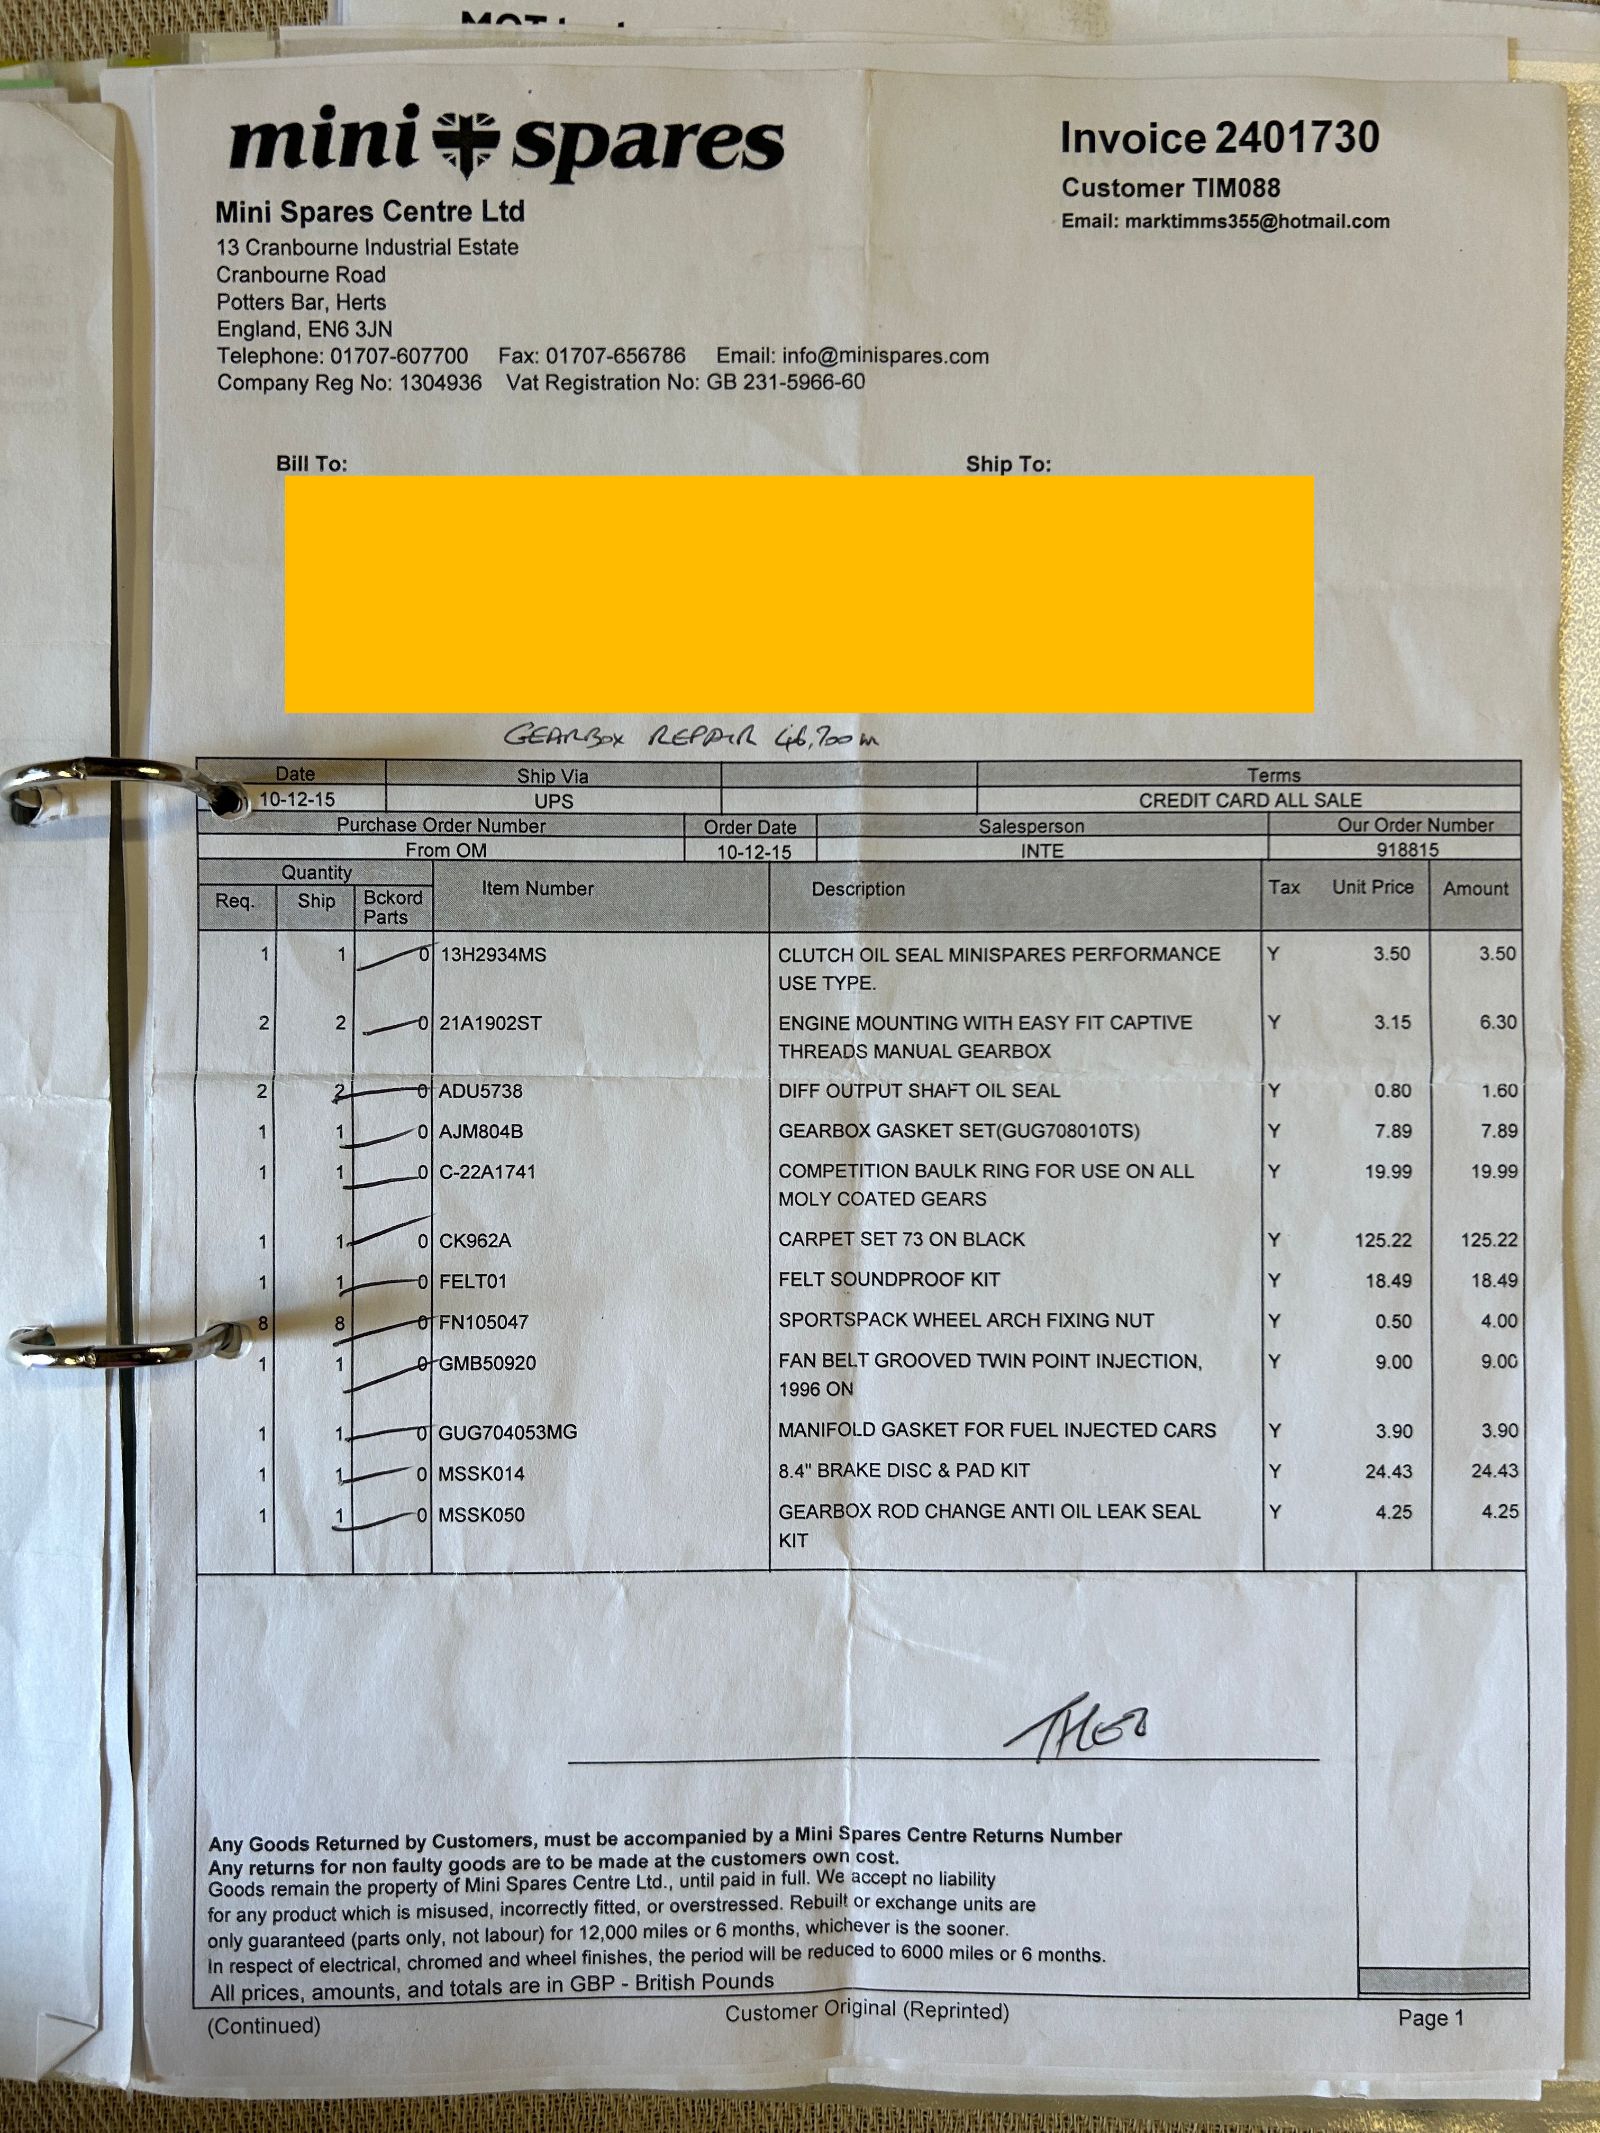 mini spares
Invoice 2401730
Customer TIM088
Email: marktimms355@hotmail.com
Mini Spares Centre Ltd
13 Cranbourne Industrial Estate
Cranbourne Road
Potters Bar, Herts
England, EN6 3JN
Telephone: 01707-607700 Fax: 01707-656786 Email: info@minispares.com
Company Reg No: 1304936 Vat Registration No: GB 231-5966-60
Bill To: Ship To:
GEARBOX REPAIR 46,700m
Date Ship Via Terms
10-12-15 UPS CREDIT CARD ALL SALE
Purchase Order Number Order Date Salesperson Our Order Number
From OM 10-12-15 INTE 918815
Quantity Item Number Description Tax Unit Price Amount
Req. Ship Bckord Parts
1 1 0 13H2934MS CLUTCH OIL SEAL MINISPARES PERFORMANCE Y 3.50 3.50
USE TYPE.
2 2 0 21A1902ST ENGINE MOUNTING WITH EASY FIT CAPTIVE Y 3.15 6.30
THREADS MANUAL GEARBOX
2 2 0 ADU5738 DIFF OUTPUT SHAFT OIL SEAL Y 0.80 1.60
1 1 0 AJM804B GEARBOX GASKET SET(GUG708010TS) Y 7.89 7.89
1 1 0 C-22A1741 COMPETITION BAULK RING FOR USE ON ALL Y 19.99 19.99
MOLY COATED GEARS
1 1 0 CK962A CARPET SET 73 ON BLACK Y 125.22 125.22
1 1 0 FELT01 FELT SOUNDPROOF KIT Y 18.49 18.49
8 8 0 FN105047 SPORTSPACK WHEEL ARCH FIXING NUT Y 0.50 4.00
1 1 0 GMB50920 FAN BELT GROOVED TWIN POINT INJECTION, Y 9.00 9.00
1996 ON
1 1 0 GUG704053MG MANIFOLD GASKET FOR FUEL INJECTED CARS Y 3.90 3.90
1 1 0 MSSK014 8.4" BRAKE DISC & PAD KIT Y 24.43 24.43
1 1 0 MSSK050 GEARBOX ROD CHANGE ANTI OIL LEAK SEAL Y 4.25 4.25
KIT
Any Goods Returned by Customers, must be accompanied by a Mini Spares Centre Returns Number
Any returns for non faulty goods are to be made at the customers own cost.
Goods remain the property of Mini Spares Centre Ltd., until paid in full. We accept no liability
for any product which is misused, incorrectly fitted, or overstressed. Rebuilt or exchange units are
only guaranteed (parts only, not labour) for 12,000 miles or 6 months, whichever is the sooner.
In respect of electrical, chromed and wheel finishes, the period will be reduced to 6000 miles or 6 months.
All prices, amounts, and totals are in GBP - British Pounds
(Continued) Customer Original (Reprinted) Page 1